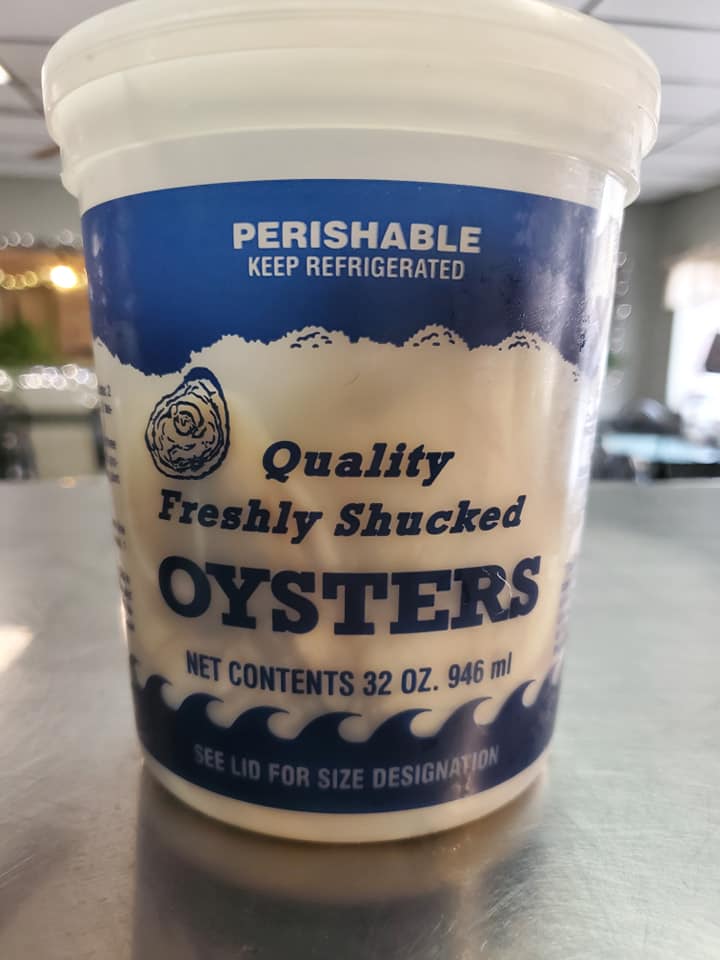 PERISHABLE
KEEP REFRIGERATED
Quality
Freshly Shucked
OYSTERS
NET CONTENTS 32 OZ. 946 ml
SEE LID FOR SIZE DESIGNATION